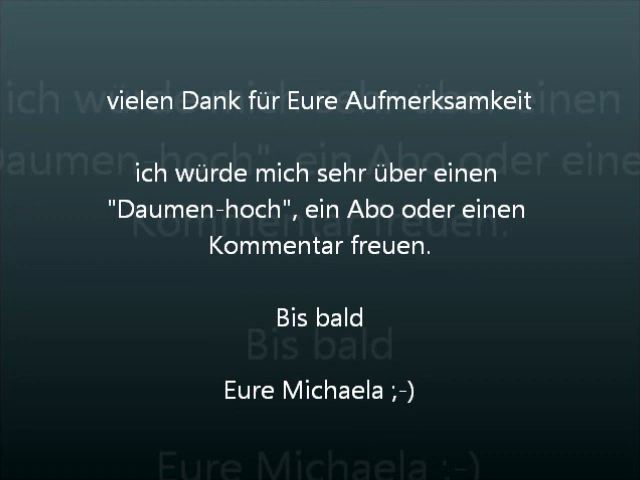 vielen Dank für Eure Aufmerksamkeit
ich würde mich sehr über einen
"Daumen-hoch", ein Abo oder einen
Kommentar freuen.
Bis bald
Eure Michaela ;-)